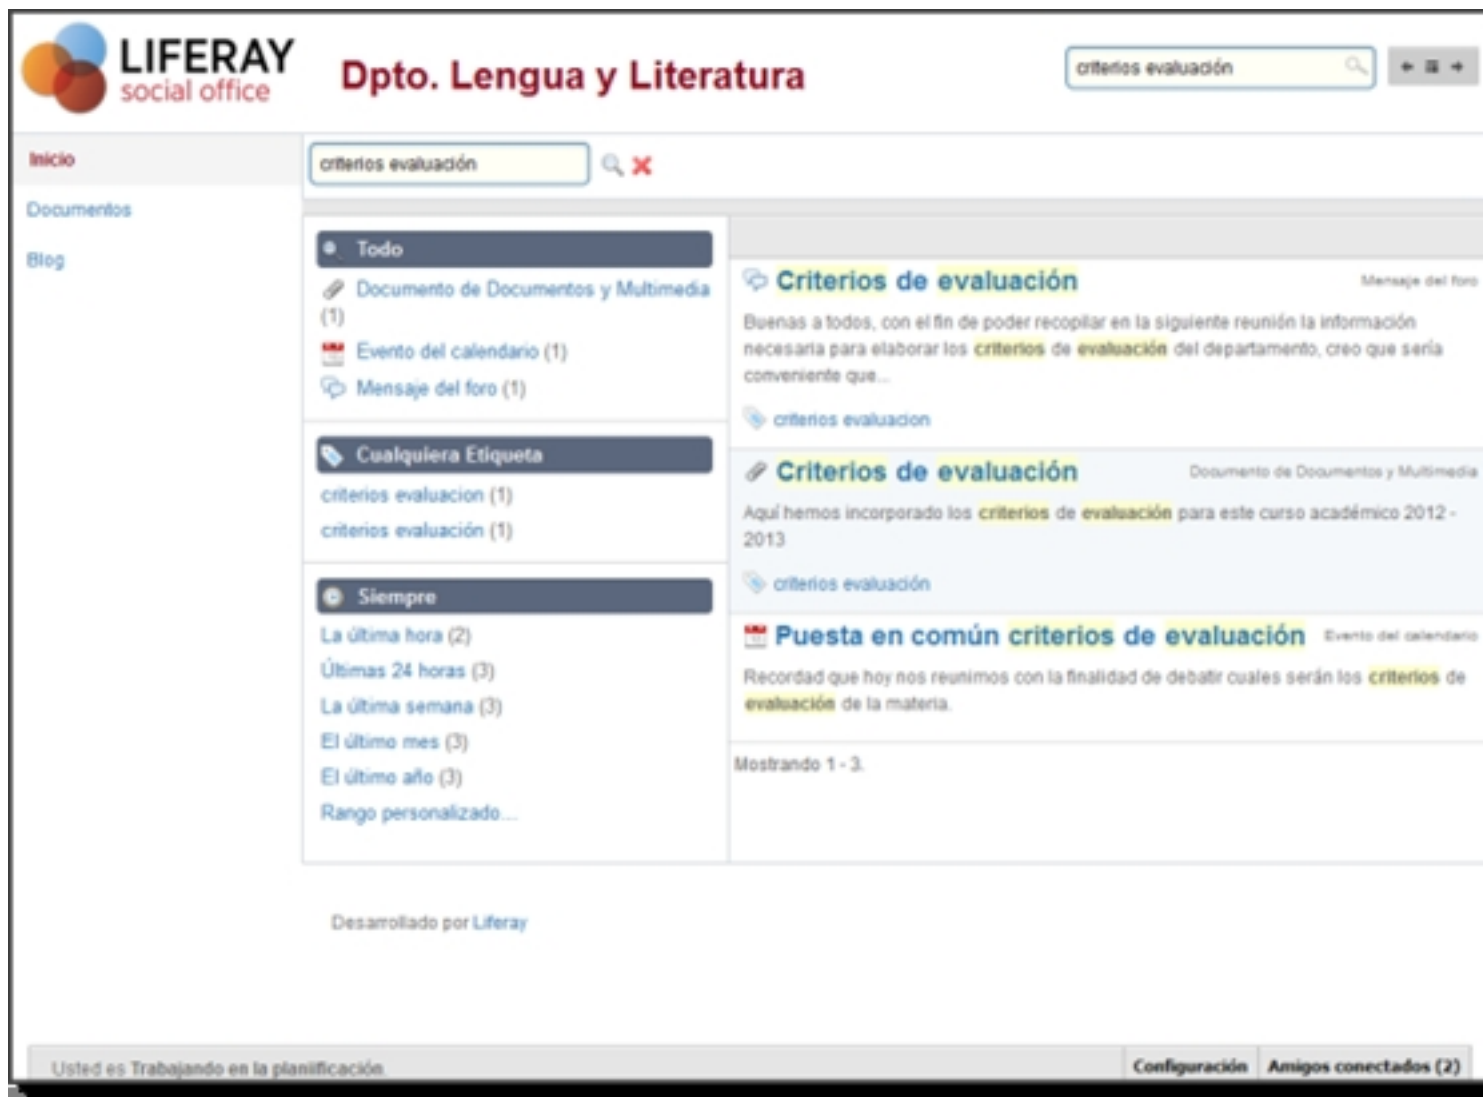 LIFERAY
social office
Dpto. Lengua y Literatura
criterios evaluación
Inicio
Documentos
Blog
criterios evaluación
Todo
Documento de Documentos y Multimedia
(1)
Evento del calendario (1)
Mensaje del foro (1)
Cualquiera Etiqueta
criterios evaluacion (1)
criterios evaluación (1)
Siempre
La última hora (2)
Últimas 24 horas (3)
La última semana (3)
El último mes (3)
El último año (3)
Rango personalizado...
Criterios de evaluación
Mensaje del foro
Buenas a todos, con el fin de poder recopilar en la siguiente reunión la información
necesaria para elaborar los criterios de evaluación del departamento, creo que sería
conveniente que...
criterios evaluacion
Criterios de evaluación
Documento de Documentos y Multimedia
Aquí hemos incorporado los criterios de evaluación para este curso académico 2012 -
2013
criterios evaluación
Puesta en común criterios de evaluación
Evento del calendario
Recordad que hoy nos reunimos con la finalidad de debatir cuales serán los criterios de
evaluación de la materia.
Mostrando 1 - 3.
Desarrollado por Liferay
Usted es Trabajando en la planiificación.
Configuración
Amigos conectados (2)